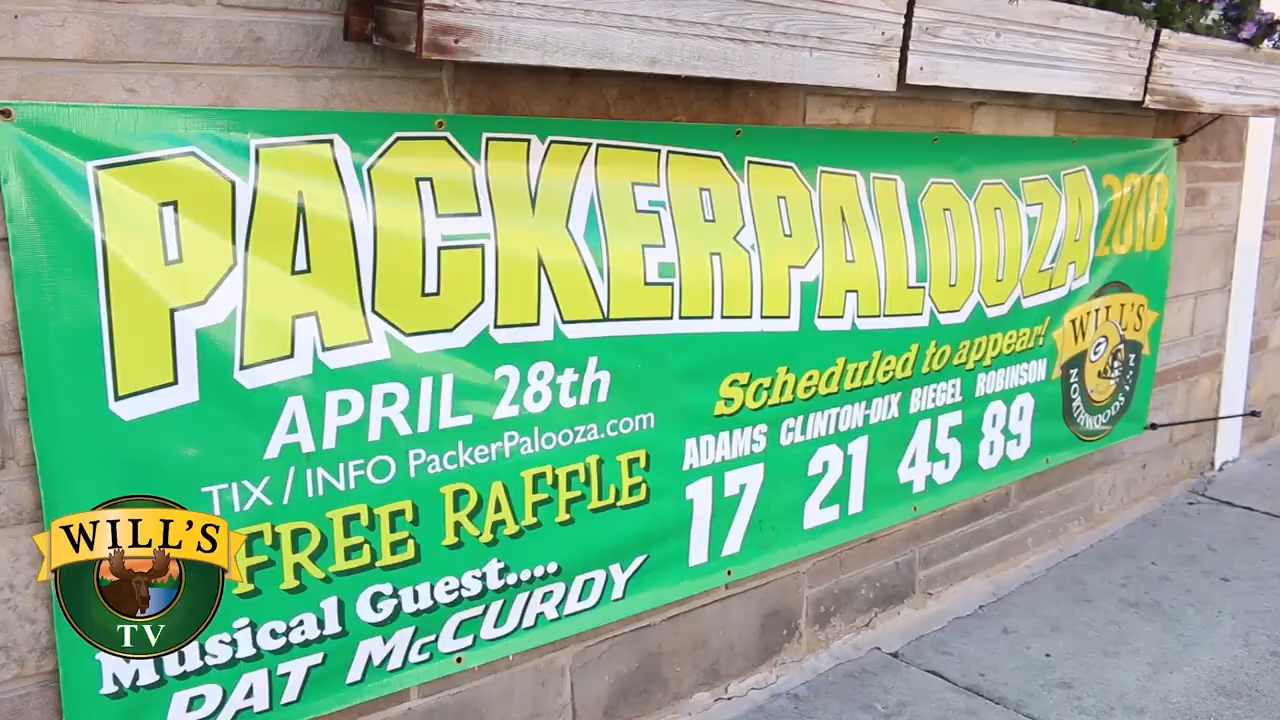 PACKERPALOOZA 2018
APRIL 28th
TIX / INFO PackerPalooza.com
FREE RAFFLE
Musical Guest....
PAT McCURDY
Scheduled to appear!
ADAMS CLINTON-DIX BIEGEL ROBINSON
17 21 45 89
WILL'S
G
NORTHWOODS INN
WILL'S
TV